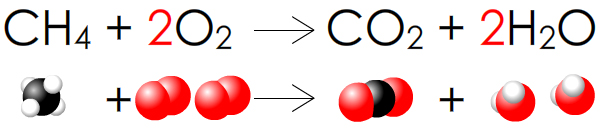 CH₄ + 2O₂ → CO₂ + 2H₂O
+ → +